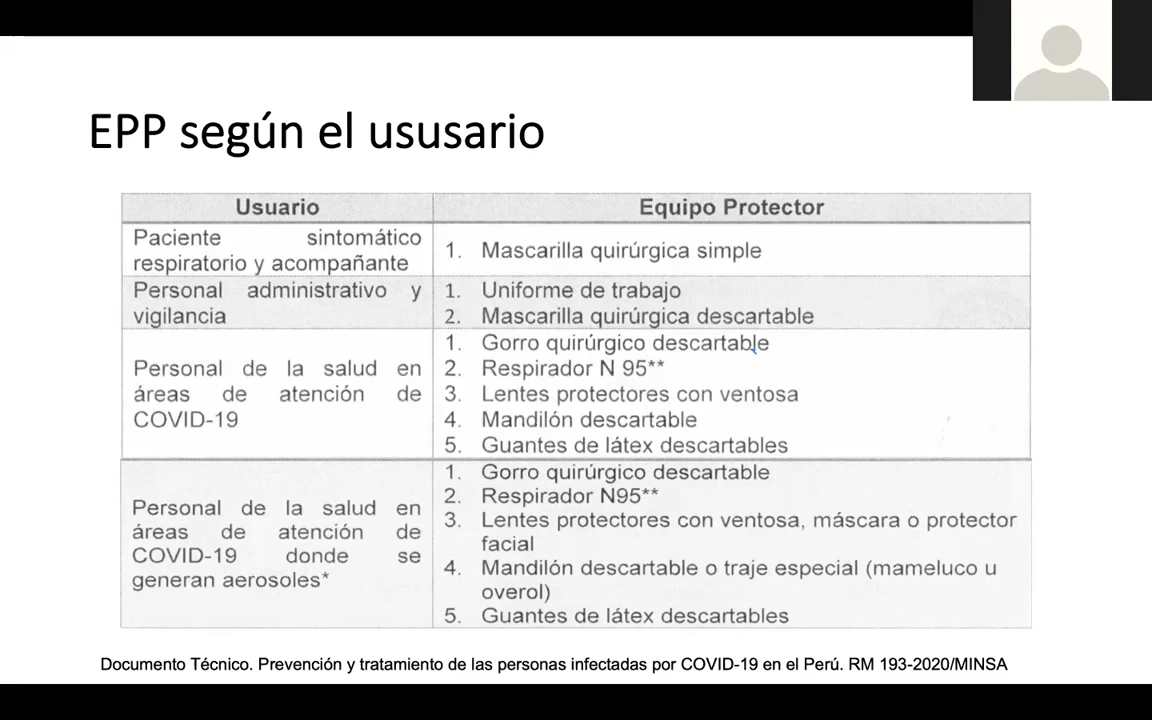 EPP según el ususario
Usuario
Equipo Protector
Paciente sintomático
respiratorio y acompañante
1. Mascarilla quirúrgica simple
Personal administrativo y
vigilancia
1. Uniforme de trabajo
2. Mascarilla quirúrgica descartable
Personal de la salud en
áreas de atención de
COVID-19
1. Gorro quirúrgico descartable
2. Respirador N 95**
3. Lentes protectores con ventosa
4. Mandilón descartable
5. Guantes de látex descartables
Personal de la salud en
áreas de atención de
COVID-19 donde se
generan aerosoles*
1. Gorro quirúrgico descartable
2. Respirador N95**
3. Lentes protectores con ventosa, máscara o protector
facial
4. Mandilón descartable o traje especial (mameluco u
overol)
5. Guantes de látex descartables
Documento Técnico. Prevención y tratamiento de las personas infectadas por COVID-19 en el Perú. RM 193-2020/MINSA